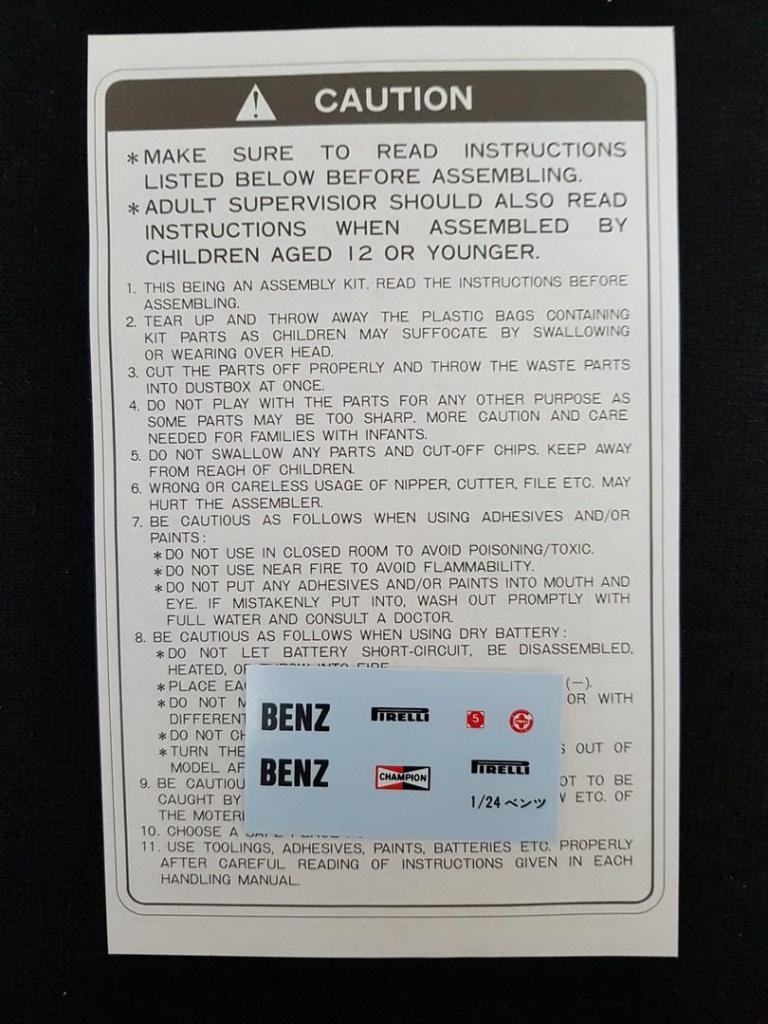 CAUTION
*MAKE SURE TO READ INSTRUCTIONS
LISTED BELOW BEFORE ASSEMBLING.
*ADULT SUPERVISIOR SHOULD ALSO READ
INSTRUCTIONS WHEN ASSEMBLED BY
CHILDREN AGED 12 OR YOUNGER.
1. THIS BEING AN ASSEMBLY KIT. READ THE INSTRUCTIONS BEFORE
ASSEMBLING.
2. TEAR UP AND THROW AWAY THE PLASTIC BAGS CONTAINING
KIT PARTS AS CHILDREN MAY SUFFOCATE BY SWALLOWING
OR WEARING OVER HEAD.
3. CUT THE PARTS OFF PROPERLY AND THROW THE WASTE PARTS
INTO DUSTBOX AT ONCE.
4. DO NOT PLAY WITH THE PARTS FOR ANY OTHER PURPOSE AS
SOME PARTS MAY BE TOO SHARP. MORE CAUTION AND CARE
NEEDED FOR FAMILIES WITH INFANTS.
5. DO NOT SWALLOW ANY PARTS AND CUT-OFF CHIPS. KEEP AWAY
FROM REACH OF CHILDREN.
6. WRONG OR CARELESS USAGE OF NIPPER, CUTTER, FILE ETC. MAY
HURT THE ASSEMBLER.
7. BE CAUTIOUS AS FOLLOWS WHEN USING ADHESIVES AND/OR
PAINTS:
*DO NOT USE IN CLOSED ROOM TO AVOID POISONING/TOXIC.
*DO NOT USE NEAR FIRE TO AVOID FLAMMABILITY.
*DO NOT PUT ANY ADHESIVES AND/OR PAINTS INTO MOUTH AND
EYE. IF MISTAKENLY PUT INTO, WASH OUT PROMPTLY WITH
FULL WATER AND CONSULT A DOCTOR.
8. BE CAUTIOUS AS FOLLOWS WHEN USING DRY BATTERY:
*DO NOT LET BATTERY SHORT-CIRCUIT, BE DISASSEMBLED,
HEATED,
*PLACE (—).
*DO NOT OR WITH
DIFFERENT
*DO NOT
*TURN THE OUT OF
MODEL
9. BE TO BE
CAUGHT BY ETC. OF
THE
10. CHOOSE A
11. USE TOOLINGS, ADHESIVES, PAINTS, BATTERIES ETC. PROPERLY
AFTER CAREFUL READING OF INSTRUCTIONS GIVEN IN EACH
HANDLING MANUAL.
BENZ PIRELLI 5
BENZ CHAMPION PIRELLI
1/24 ベンツ